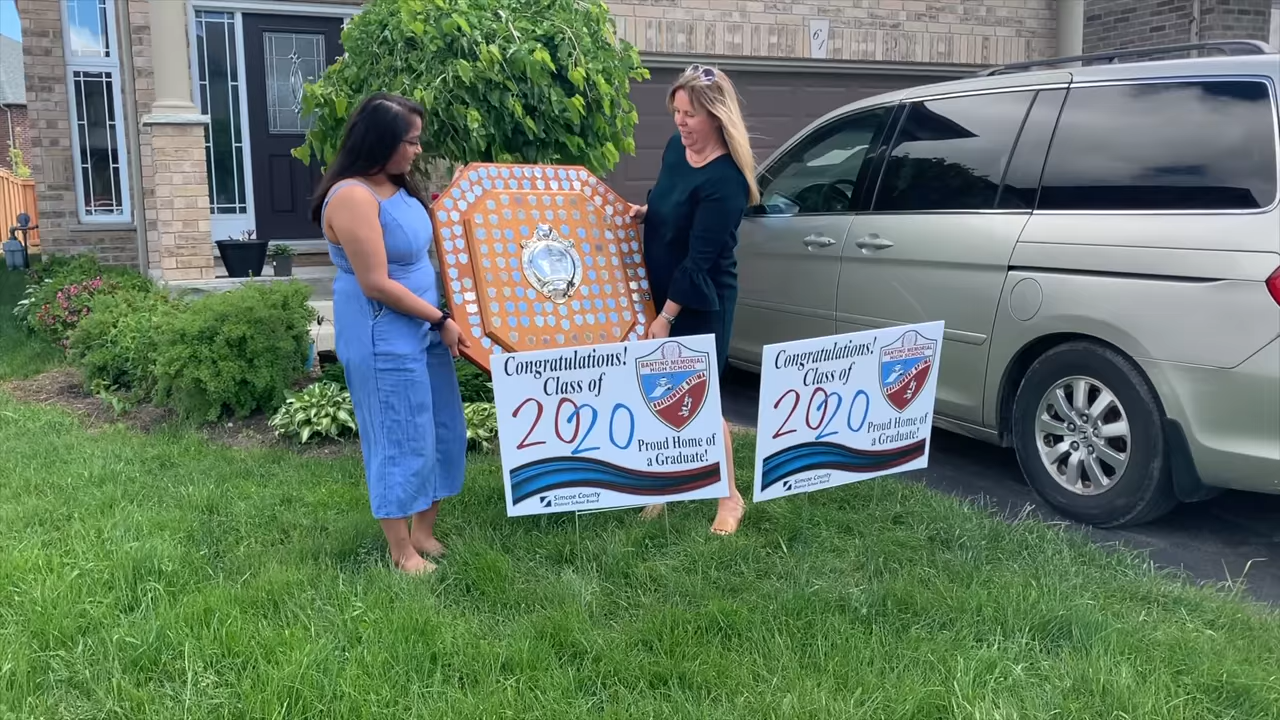 61
Congratulations!
Class of
2020
BANTING MEMORIAL
HIGH SCHOOL
Proud Home of
a Graduate!
Simcoe County
District School Board
Congratulations!
Class of
2020
BANTING MEMORIAL
HIGH SCHOOL
Proud Home of
a Graduate!
Simcoe County
District School Board